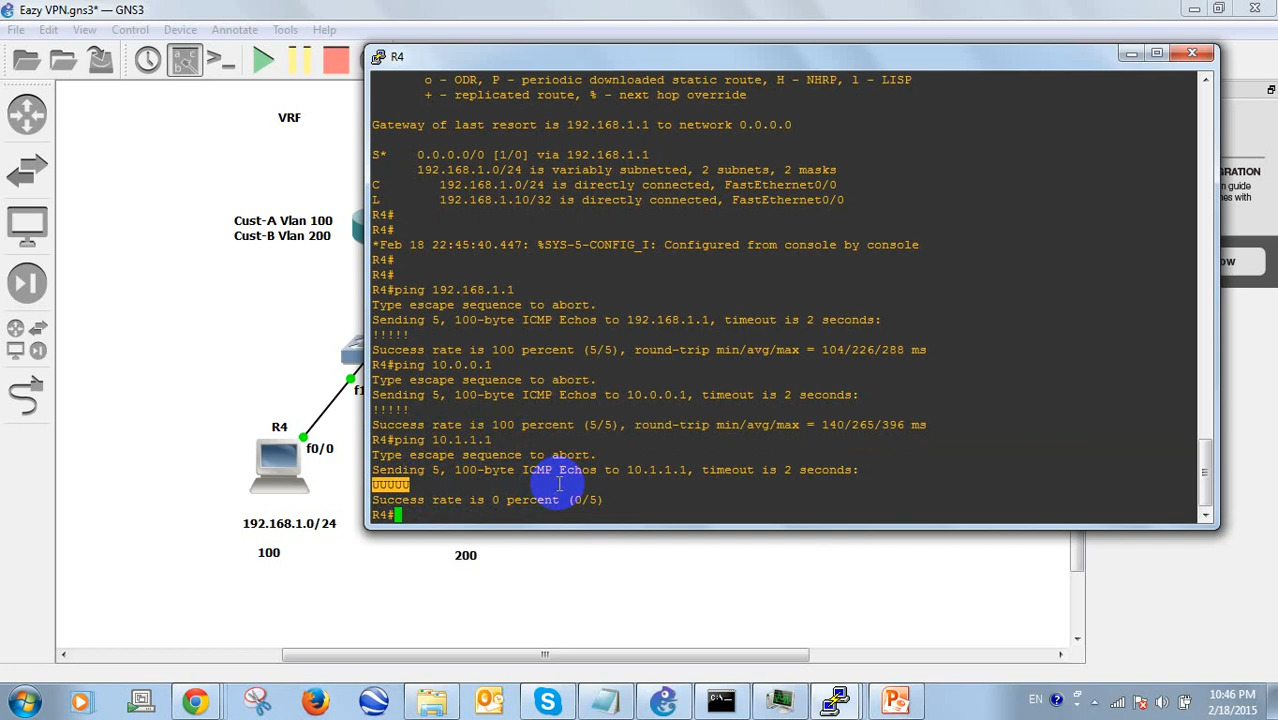 Eazy VPN.gns3* — GNS3
File Edit View Control Device Annotate Tools Help
VRF
Cust-A Vlan 100
Cust-B Vlan 200
R4
f0/0
192.168.1.0/24
100
200
R4
o - ODR, P - periodic downloaded static route, H - NHRP, l - LISP
+ - replicated route, % - next hop override
Gateway of last resort is 192.168.1.1 to network 0.0.0.0
S* 0.0.0.0/0 [1/0] via 192.168.1.1
192.168.1.0/24 is variably subnetted, 2 subnets, 2 masks
C 192.168.1.0/24 is directly connected, FastEthernet0/0
L 192.168.1.10/32 is directly connected, FastEthernet0/0
R4#
R4#
*Feb 18 22:45:40.447: %SYS-5-CONFIG_I: Configured from console by console
R4#
R4#
R4#ping 192.168.1.1
Type escape sequence to abort.
Sending 5, 100-byte ICMP Echos to 192.168.1.1, timeout is 2 seconds:
!!!!!
Success rate is 100 percent (5/5), round-trip min/avg/max = 104/226/288 ms
R4#ping 10.0.0.1
Type escape sequence to abort.
Sending 5, 100-byte ICMP Echos to 10.0.0.1, timeout is 2 seconds:
!!!!!
Success rate is 100 percent (5/5), round-trip min/avg/max = 140/265/396 ms
R4#ping 10.1.1.1
Type escape sequence to abort.
Sending 5, 100-byte ICMP Echos to 10.1.1.1, timeout is 2 seconds:
UUUUU
Success rate is 0 percent (0/5)
R4#
EN
10:46 PM
2/18/2015